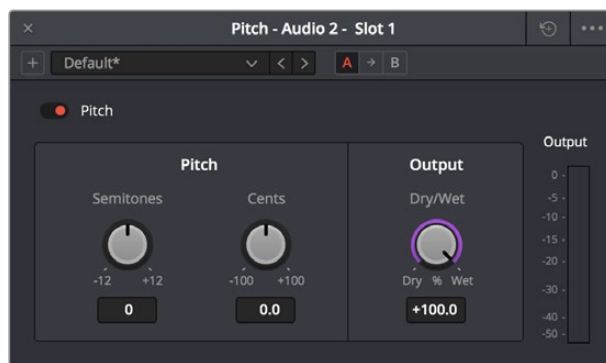 Pitch - Audio 2 - Slot 1
Default*
A
B
Pitch
Pitch
Semitones
-12
+12
0
Cents
-100
+100
0.0
Output
Dry/Wet
Dry % Wet
+100.0
Output
0 -
-5 -
-10 -
-15 -
-20 -
-30 -
-40 -
-50 -